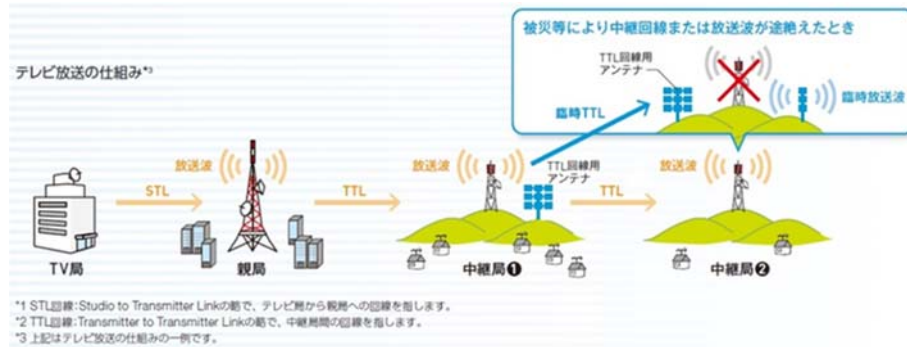 被災等により中継回線または放送波が途絶えたとき
TTL回線用
アンテナ
臨時TTL
臨時放送波
テレビ放送の仕組み*3
放送波
STL
TTL
放送波
TTL回線用
アンテナ
TTL
放送波
TV局
親局
中継局❶
中継局❷
*1 STL回線:Studio to Transmitter Linkの略で、テレビ局から親局への回線を指します。
*2 TTL回線:Transmitter to Transmitter Linkの略で、中継局間の回線を指します。
*3 上記はテレビ放送の仕組みの一例です。